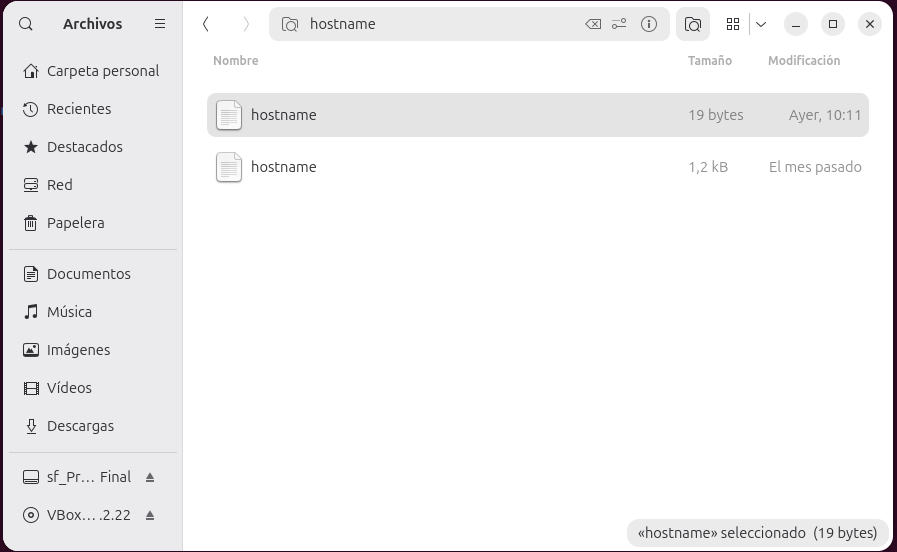 Archivos
hostname
Nombre Tamaño Modificación
Carpeta personal
Recientes
Destacados
Red
Papelera
Documentos
Música
Imágenes
Vídeos
Descargas
sf_Pr… Final
VBox… .2.22
hostname 19 bytes Ayer, 10:11
hostname 1,2 kB El mes pasado
«hostname» seleccionado (19 bytes)